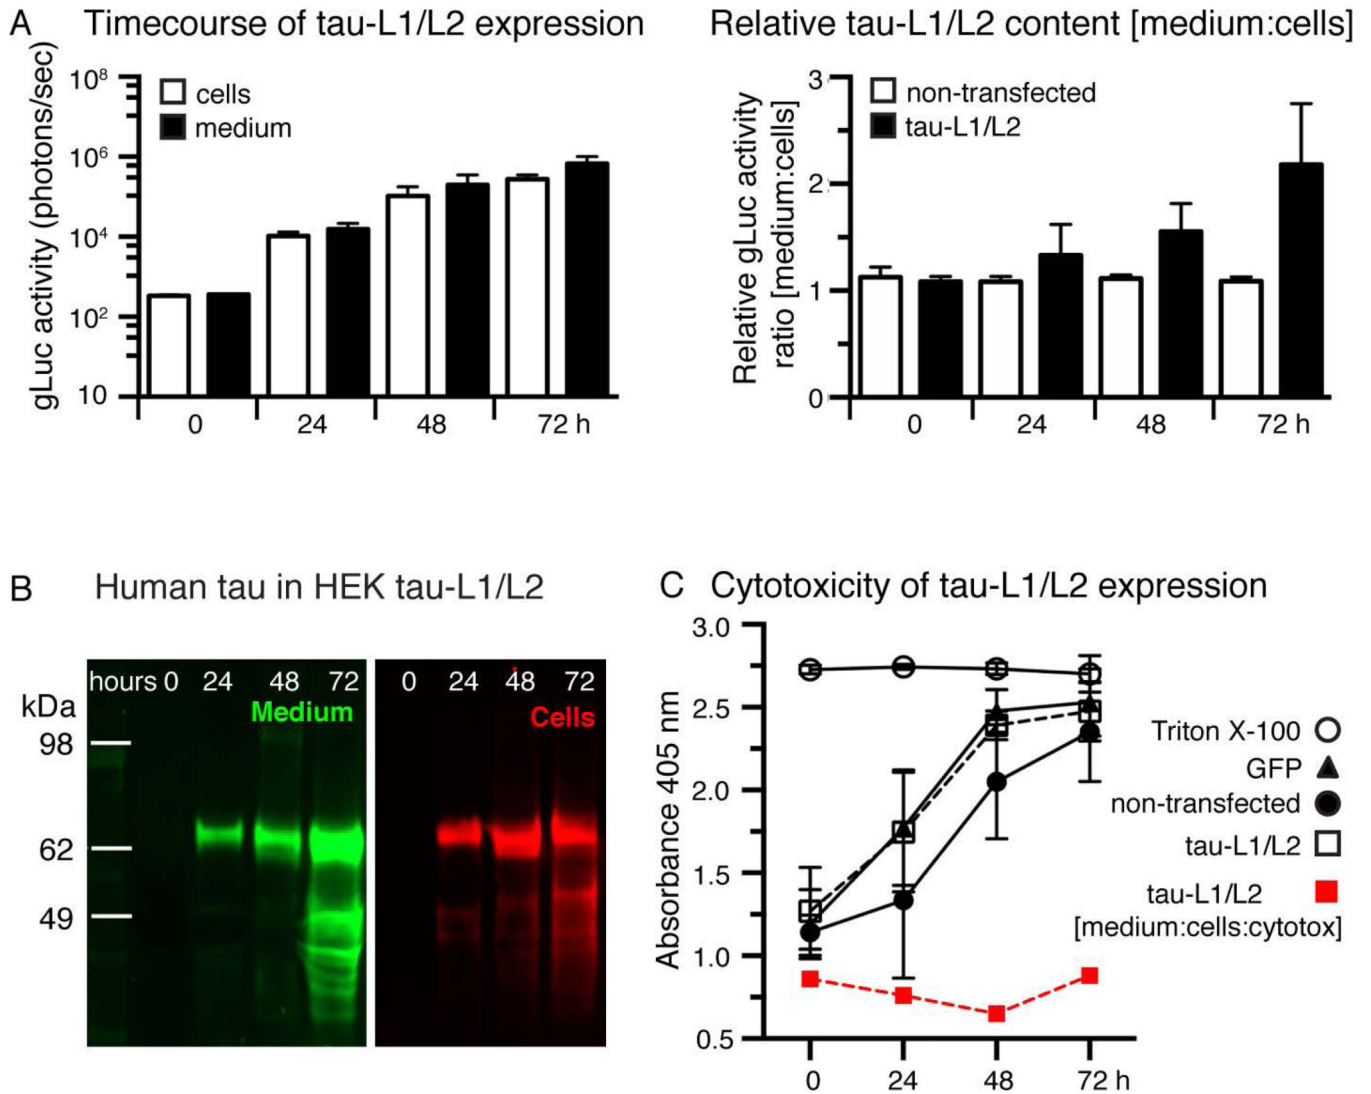 A Timecourse of tau-L1/L2 expression
gLuc activity (photons/sec)
10⁸
10⁶
10⁴
10²
10
cells
medium
0 24 48 72 h
Relative tau-L1/L2 content [medium:cells]
Relative gLuc activity
ratio [medium:cells]
3
2
1
0
non-transfected
tau-L1/L2
0 24 48 72 h
B Human tau in HEK tau-L1/L2
hours 0 24 48 72
Medium
kDa
98
62
49
0 24 48 72
Cells
C Cytotoxicity of tau-L1/L2 expression
Absorbance 405 nm
3.0
2.5
2.0
1.5
1.0
0.5
0 24 48 72 h
Triton X-100
GFP
non-transfected
tau-L1/L2
tau-L1/L2
[medium:cells:cytotox]